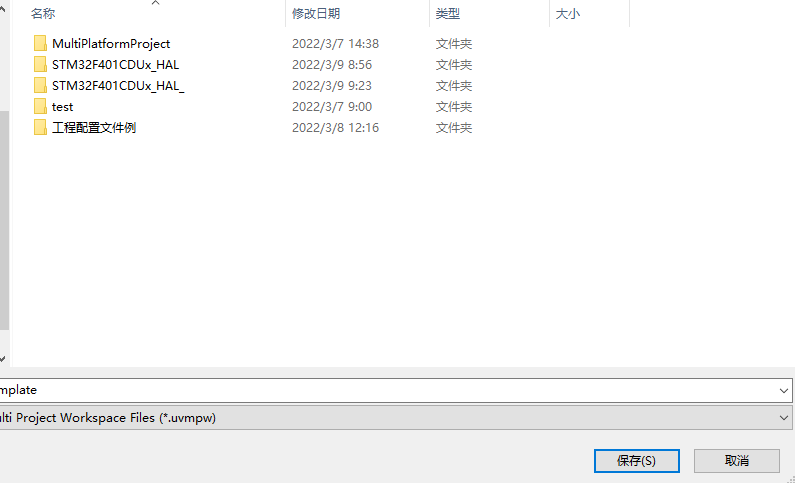 名称 修改日期 类型 大小
MultiPlatformProject 2022/3/7 14:38 文件夹
STM32F401CDUx_HAL 2022/3/9 8:56 文件夹
STM32F401CDUx_HAL_ 2022/3/9 9:23 文件夹
test 2022/3/7 9:00 文件夹
工程配置文件例 2022/3/8 12:16 文件夹
mplate
ulti Project Workspace Files (*.uvmpw)
保存(S) 取消